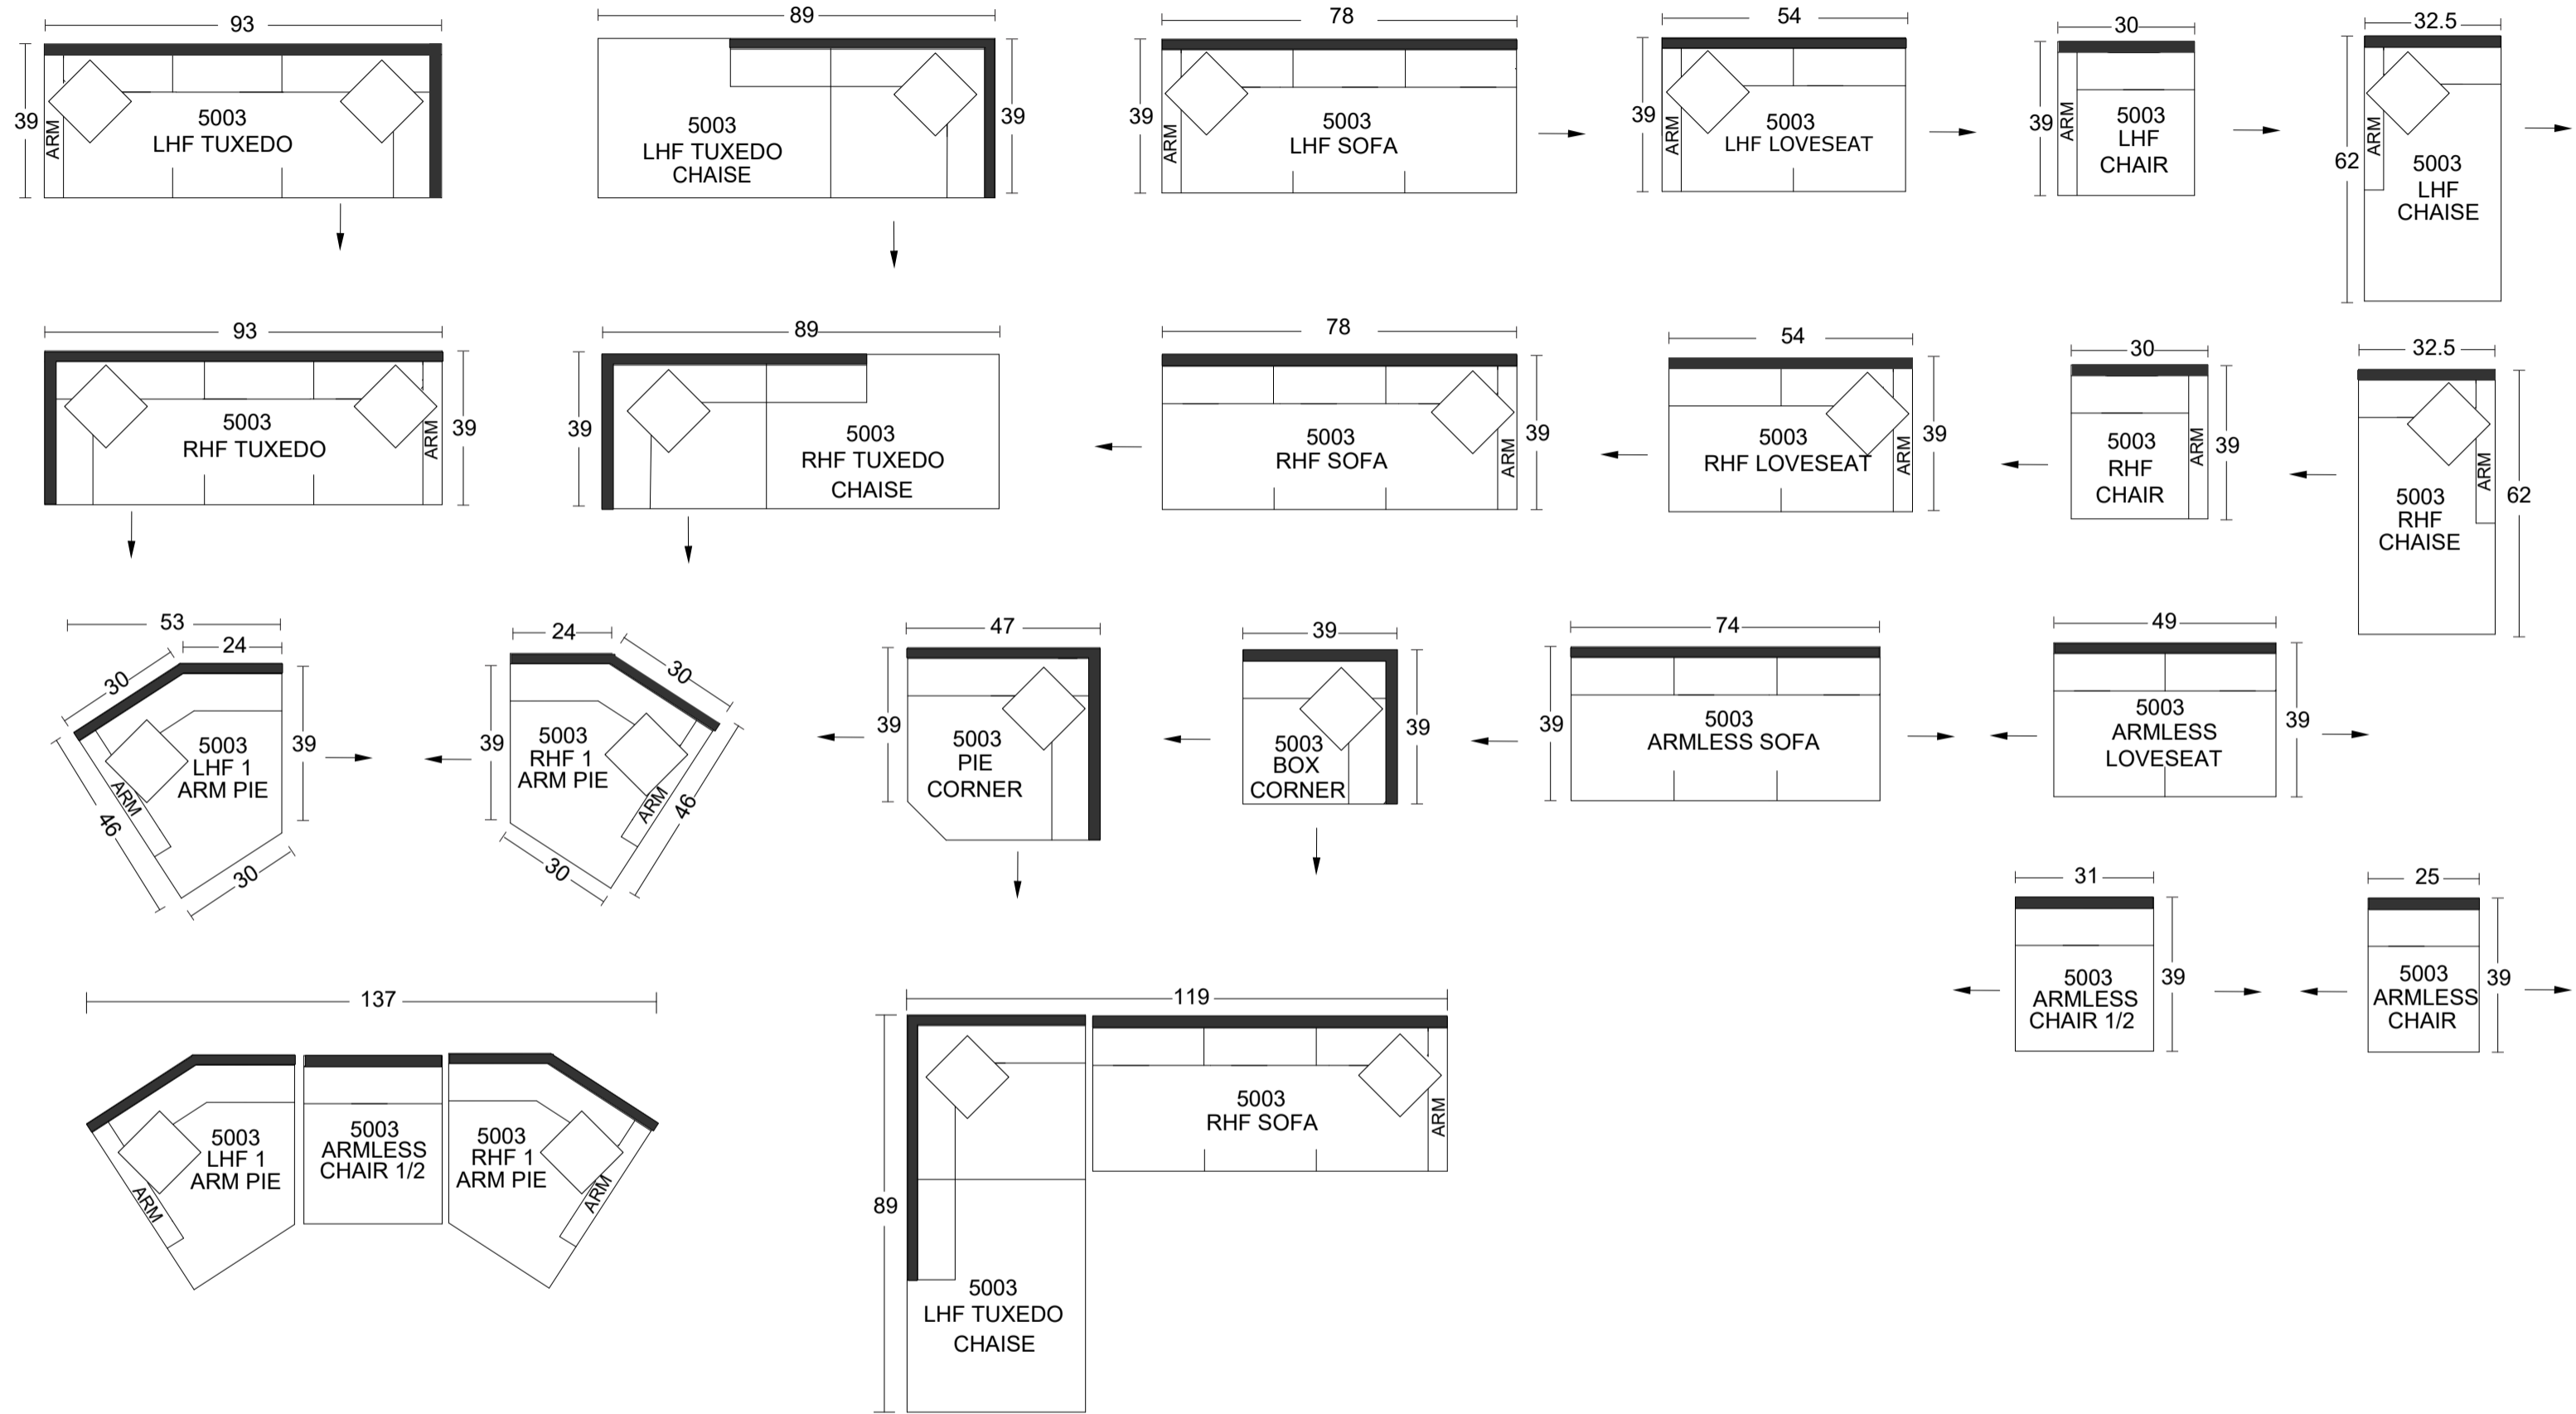 93
39
ARM
5003
LHF TUXEDO
89
39
5003
LHF TUXEDO
CHAISE
78
39
ARM
5003
LHF SOFA
54
39
ARM
5003
LHF LOVESEAT
30
39
ARM
5003
LHF
CHAIR
32.5
62
ARM
5003
LHF
CHAISE
93
5003
RHF TUXEDO
ARM
39
89
39
5003
RHF TUXEDO
CHAISE
78
5003
RHF SOFA
ARM
39
54
5003
RHF LOVESEAT
ARM
39
30
5003
RHF
CHAIR
ARM
39
32.5
5003
RHF
CHAISE
ARM
62
53
24
30
5003
LHF 1
ARM PIE
39
ARM
46
30
24
30
39
5003
RHF 1
ARM PIE
ARM
46
30
47
39
5003
PIE
CORNER
39
5003
BOX
CORNER
39
74
39
5003
ARMLESS SOFA
49
5003
ARMLESS
LOVESEAT
39
31
5003
ARMLESS
CHAIR 1/2
39
25
5003
ARMLESS
CHAIR
39
137
5003
LHF 1
ARM PIE
ARM
5003
ARMLESS
CHAIR 1/2
5003
RHF 1
ARM PIE
ARM
119
89
5003
RHF SOFA
ARM
5003
LHF TUXEDO
CHAISE